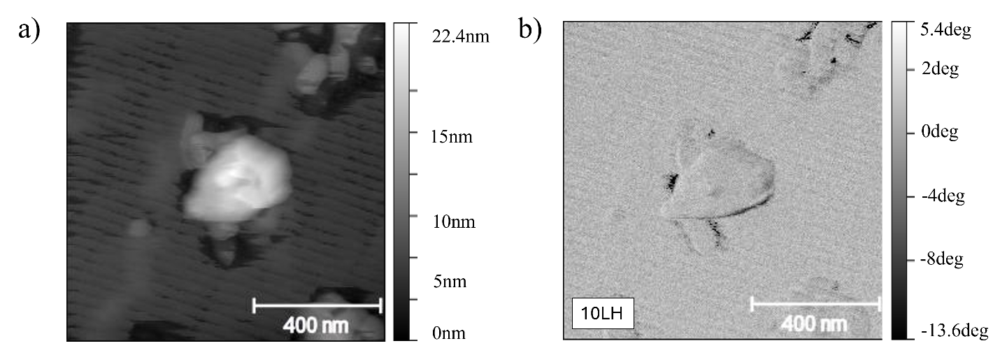 a)
22.4nm
15nm
10nm
5nm
0nm
400 nm
b)
5.4deg
2deg
0deg
-4deg
-8deg
-13.6deg
10LH
400 nm